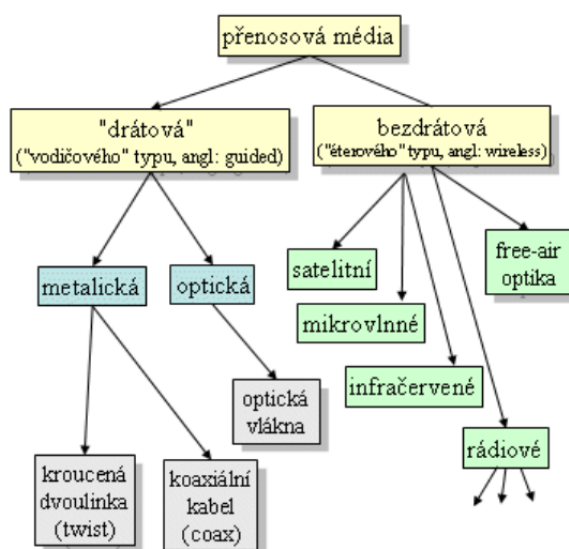 přenosová média
"drátová"
("vodičového" typu, angl: guided)
bezdrátová
("éterového" typu, angl: wireless)
metalická
optická
satelitní
free-air
optika
mikrovlnné
infračervené
optická
vlákna
rádiové
kroucená
dvoulinka
(twist)
koaxiální
kabel
(coax)